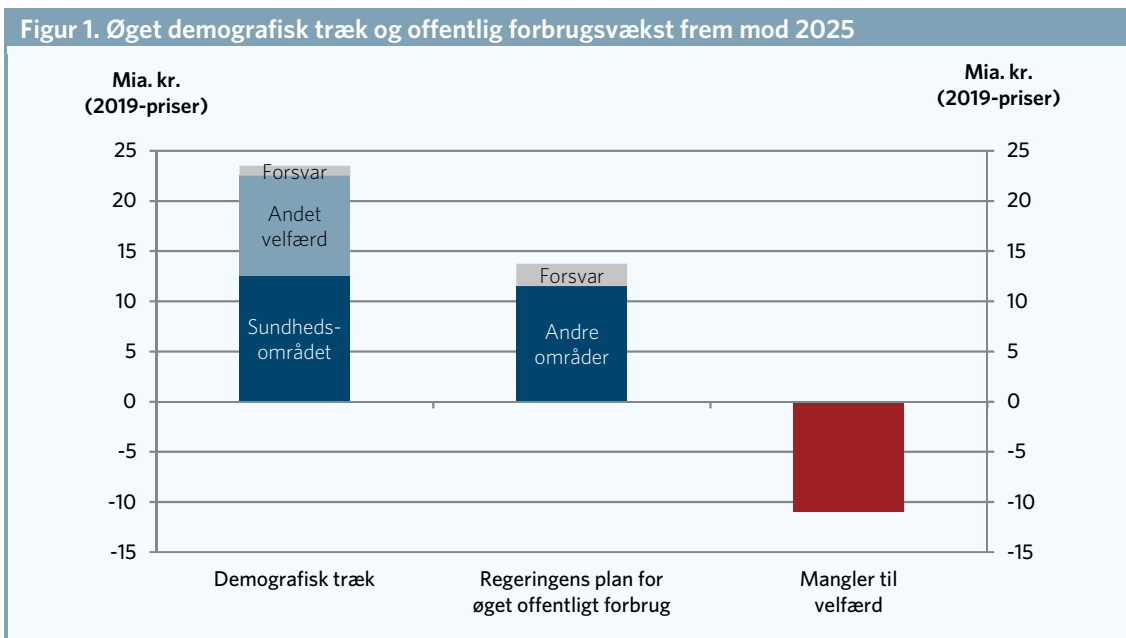 Figur 1. Øget demografisk træk og offentlig forbrugsvækst frem mod 2025
Mia. kr.
(2019-priser)
Mia. kr.
(2019-priser)
25
20
15
10
5
0
-5
-10
-15
Forsvar
Andet
velfærd
Sundheds-
området
Forsvar
Andre
områder
25
20
15
10
5
0
-5
-10
-15
Demografisk træk
Regeringens plan for
øget offentligt forbrug
Mangler til
velfærd